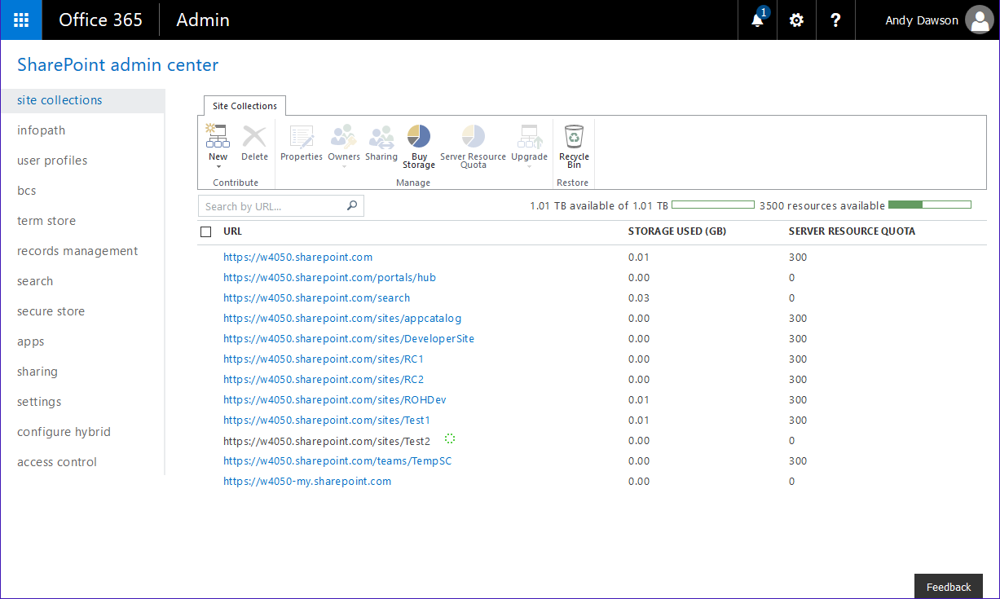 Office 365 Admin 1 ? Andy Dawson
SharePoint admin center
site collections
infopath
user profiles
bcs
term store
records management
search
secure store
apps
sharing
settings
configure hybrid
access control
Site Collections
New Delete Properties Owners Sharing Buy Storage Server Resource Quota Upgrade Recycle Bin
Contribute Manage Restore
Search by URL... 1.01 TB available of 1.01 TB 3500 resources available
URL STORAGE USED (GB) SERVER RESOURCE QUOTA
https://w4050.sharepoint.com 0.01 300
https://w4050.sharepoint.com/portals/hub 0.00 0
https://w4050.sharepoint.com/search 0.03 0
https://w4050.sharepoint.com/sites/appcatalog 0.00 300
https://w4050.sharepoint.com/sites/DeveloperSite 0.00 300
https://w4050.sharepoint.com/sites/RC1 0.00 300
https://w4050.sharepoint.com/sites/RC2 0.00 300
https://w4050.sharepoint.com/sites/ROHDev 0.01 300
https://w4050.sharepoint.com/sites/Test1 0.01 300
https://w4050.sharepoint.com/sites/Test2 0.00 0
https://w4050.sharepoint.com/teams/TempSC 0.00 300
https://w4050-my.sharepoint.com 0.00 0
Feedback